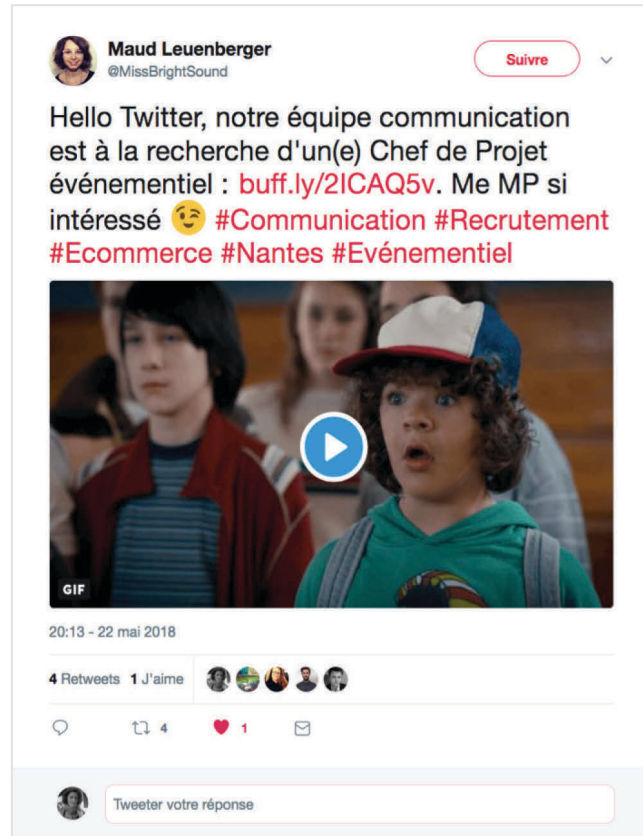 Maud Leuenberger
@MissBrightSound
Suivre
Hello Twitter, notre équipe communication
est à la recherche d'un(e) Chef de Projet
événementiel : buff.ly/2ICAQ5v. Me MP si
intéressé 😉 #Communication #Recrutement
#Ecommerce #Nantes #Evénementiel
GIF
20:13 - 22 mai 2018
4 Retweets 1 J'aime
4 1
Tweeter votre réponse